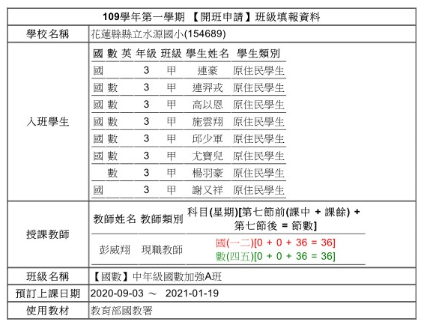 109學年第一學期 【開班申請】班級填報資料
學校名稱 花蓮縣縣立水源國小(154689)
國 數 英 年級 班級 學生姓名 學生類別
國 3 甲 連豪 原住民學生
國 數 3 甲 連羿戎 原住民學生
國 數 3 甲 高以恩 原住民學生
入班學生
國 數 3 甲 施雲翔 原住民學生
國 數 3 甲 邱少軍 原住民學生
國 數 3 甲 尤寶兒 原住民學生
數 3 甲 楊羽豪 原住民學生
國 3 甲 謝又祥 原住民學生
授課教師
教師姓名 教師類別 科目(星期)[第七節前(課中 + 課餘) + 第七節後 = 節數]
彭威翔 現職教師 國(一二)[0 + 0 + 36 = 36]
數(四五)[0 + 0 + 36 = 36]
班級名稱 【國數】中年級國數加強A班
預訂上課日期 2020-09-03 ～ 2021-01-19
使用教材 教育部國教署